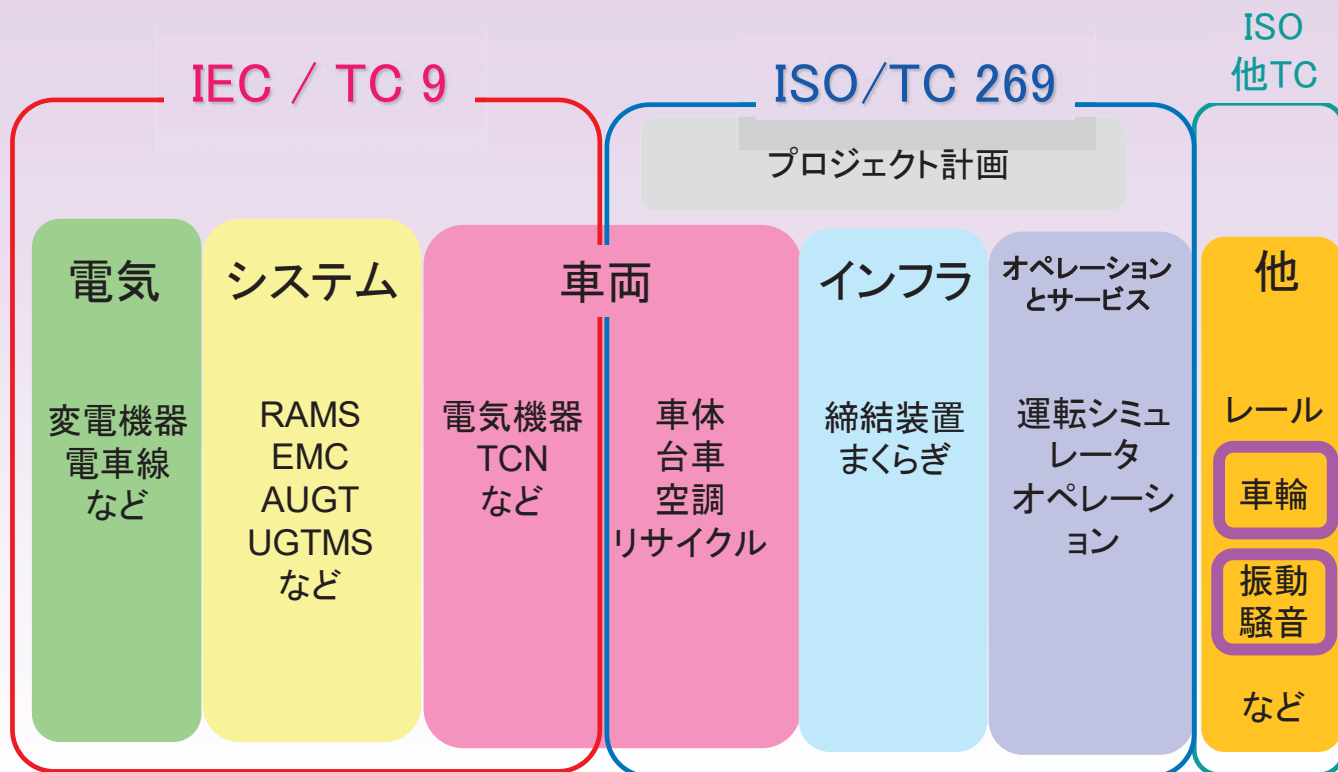 IEC / TC 9
ISO/TC 269
ISO
他TC
プロジェクト計画
電気
変電機器
電車線
など
システム
RAMS
EMC
AUGT
UGTMS
など
車両
電気機器
TCN
など
車体
台車
空調
リサイクル
インフラ
締結装置
まくらぎ
オペレーション
とサービス
運転シミュ
レータ
オペレーシ
ョン
他
レール
車輪
振動
騒音
など